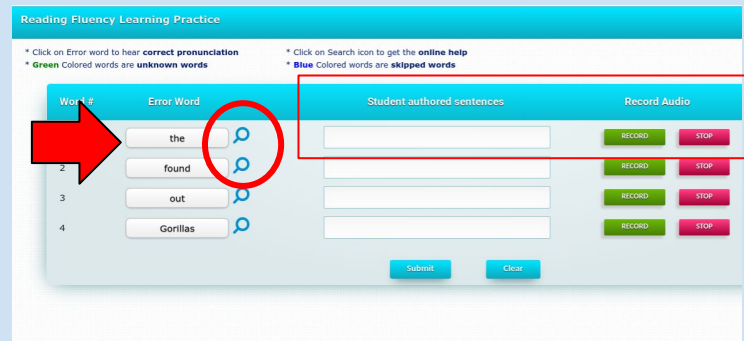 Reading Fluency Learning Practice
* Click on Error word to hear correct pronunciation * Click on Search icon to get the online help
* Green Colored words are unknown words * Blue Colored words are skipped words
Word # Error Word Student authored sentences Record Audio
the RECORD STOP
2 found RECORD STOP
3 out RECORD STOP
4 Gorillas RECORD STOP
Submit Clear